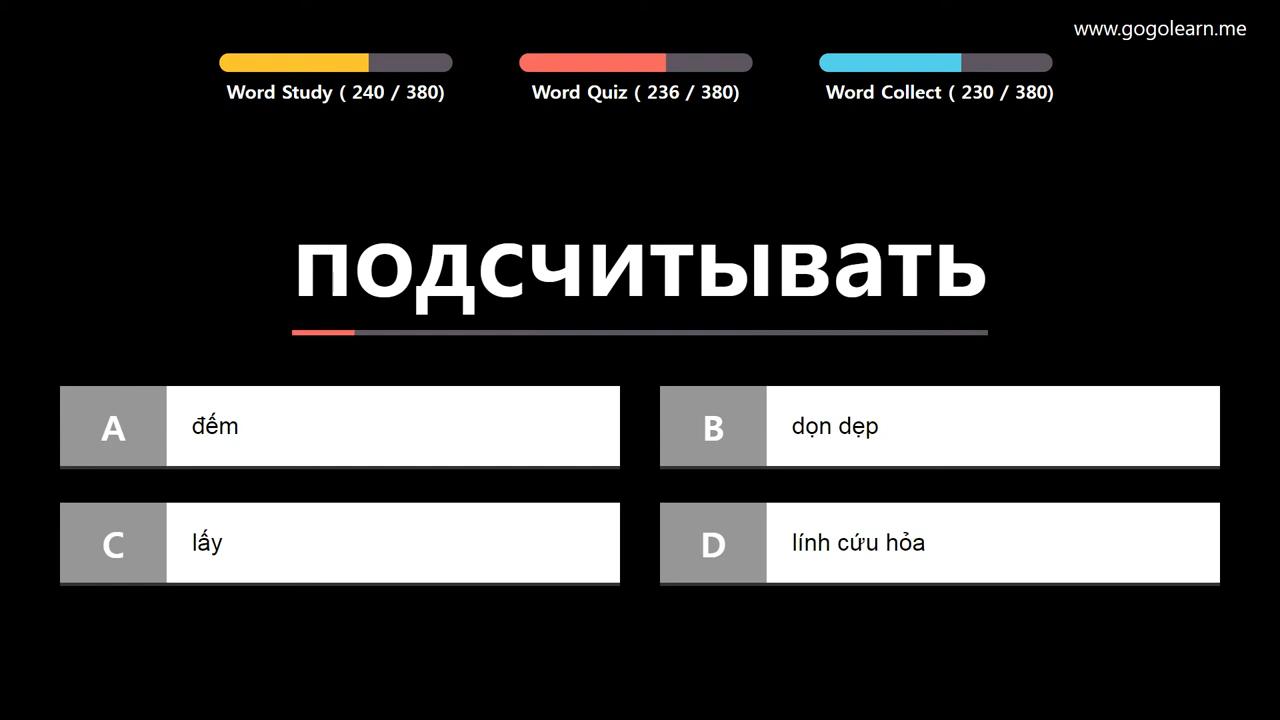 www.gogolearn.me
Word Study ( 240 / 380)
Word Quiz ( 236 / 380)
Word Collect ( 230 / 380)
подсчитывать
A đếm
B dọn dẹp
C lấy
D lính cứu hỏa